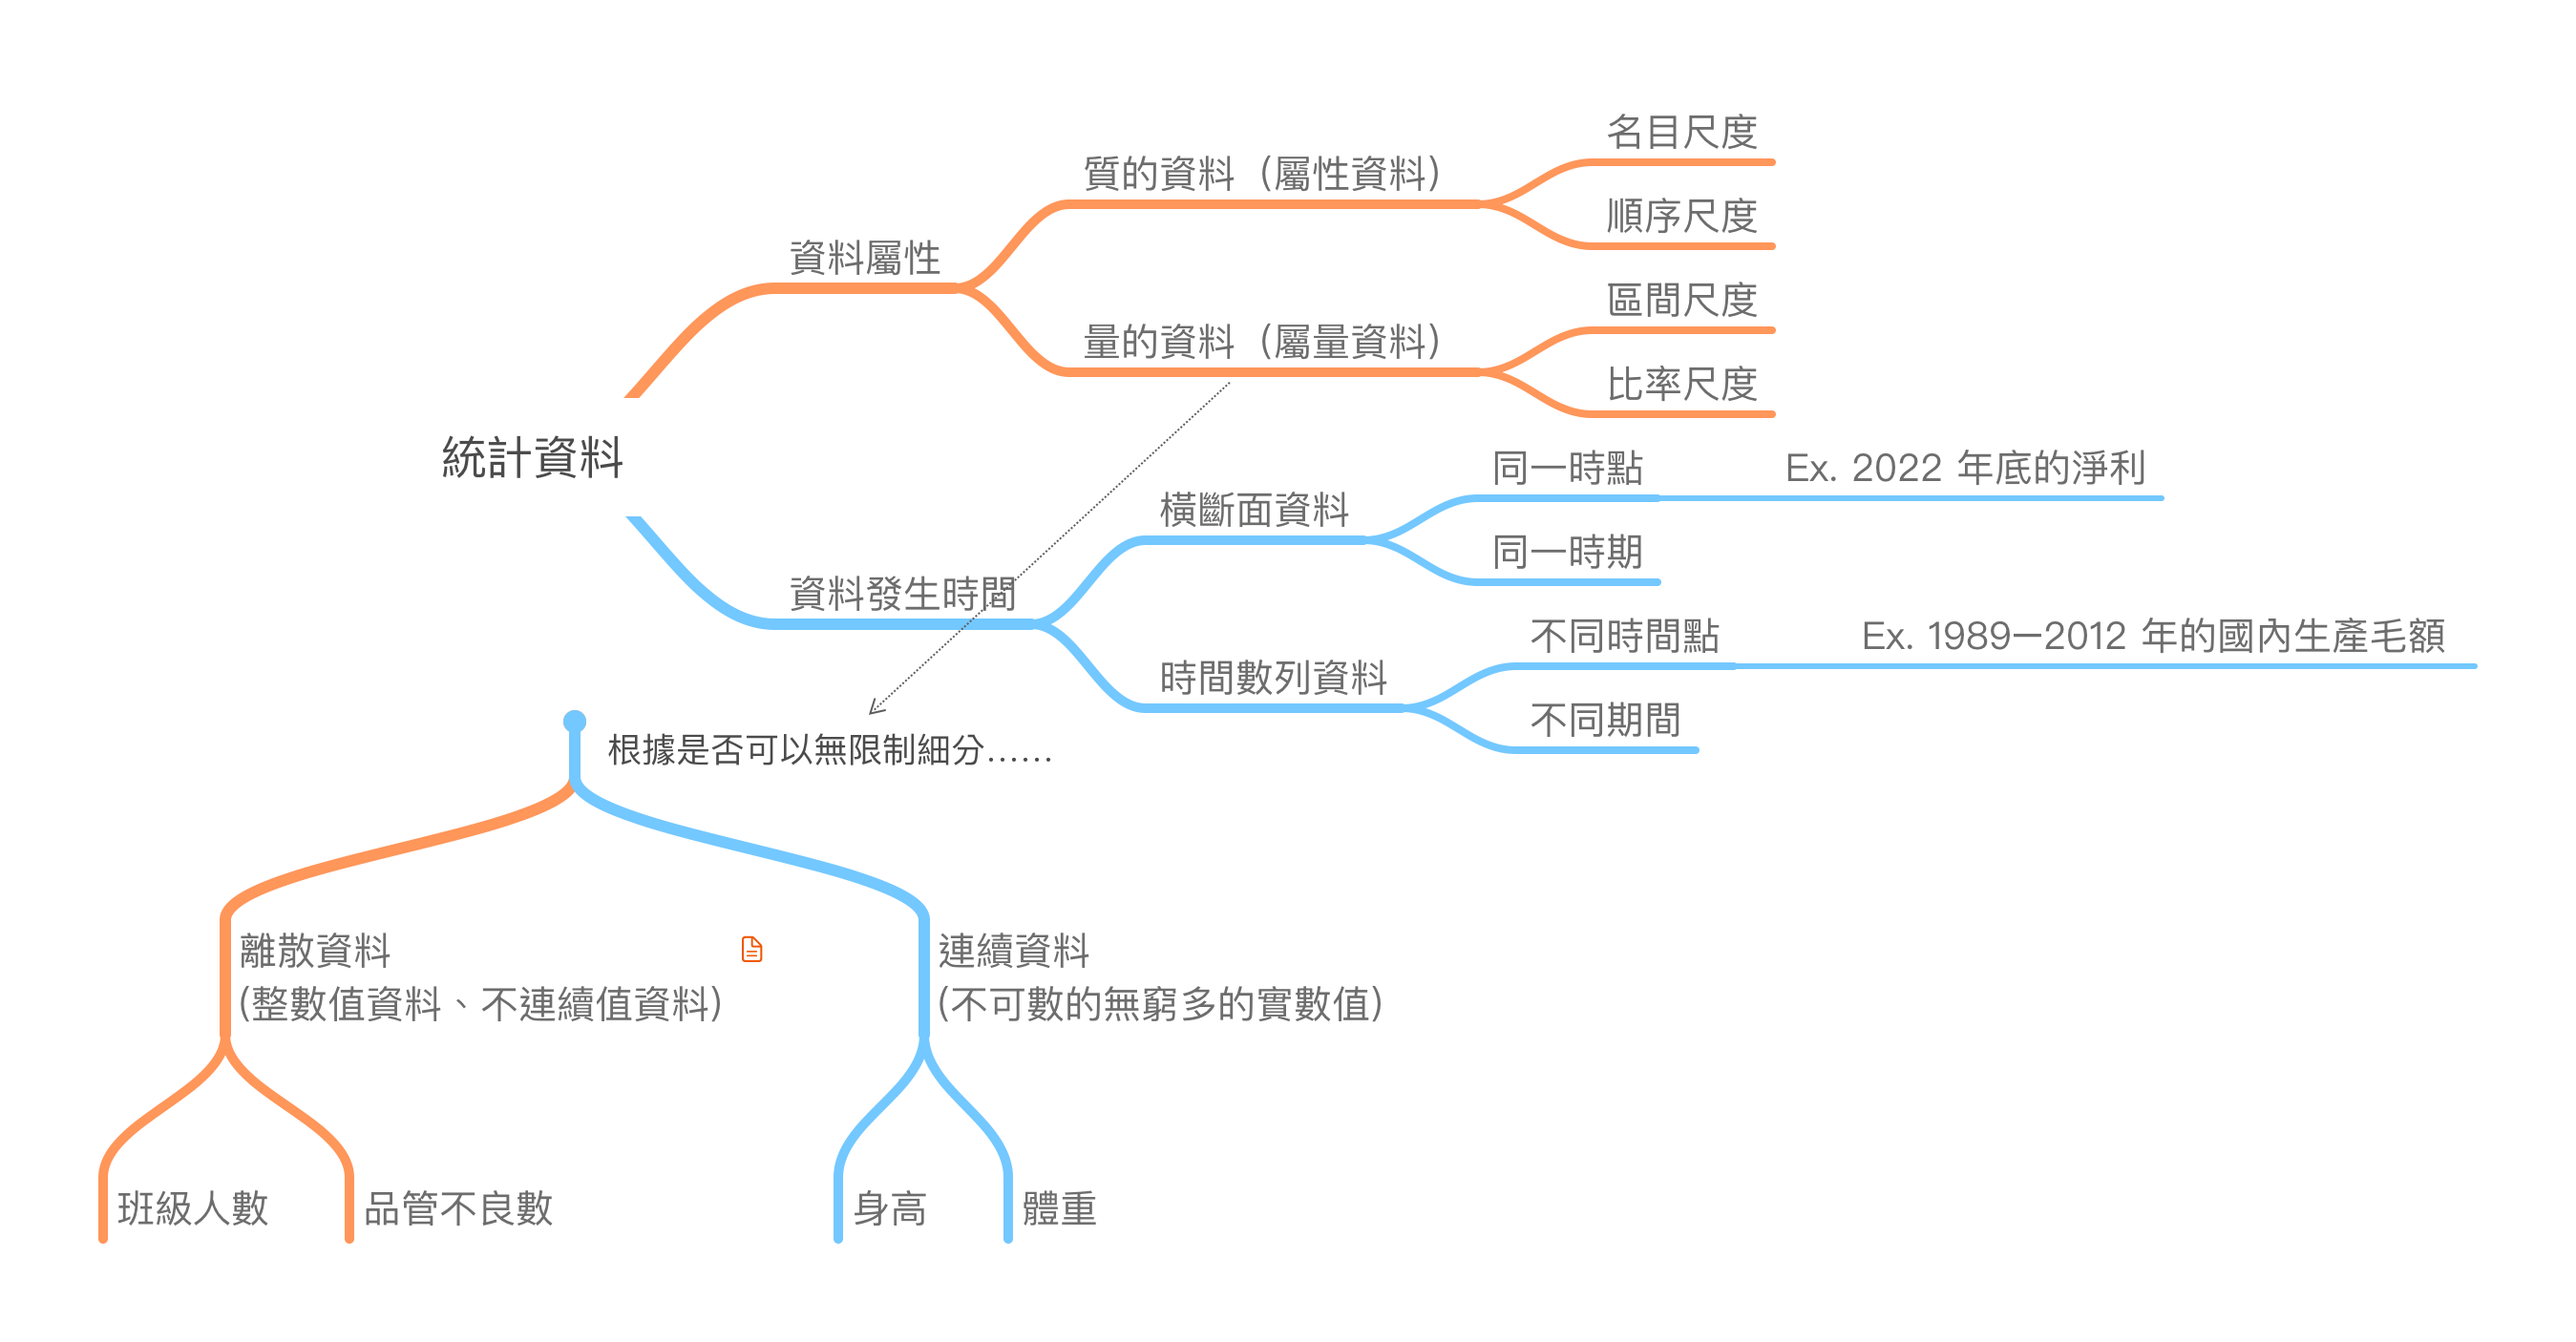 名目尺度
質的資料（屬性資料）
順序尺度
資料屬性
區間尺度
量的資料（屬量資料）
比率尺度
統計資料
同一時點
Ex. 2022 年底的淨利
橫斷面資料
同一時期
資料發生時間
不同時間點
Ex. 1989—2012 年的國內生產毛額
時間數列資料
不同期間
根據是否可以無限制細分……
離散資料
(整數值資料、不連續值資料)
連續資料
(不可數的無窮多的實數值)
班級人數
品管不良數
身高
體重